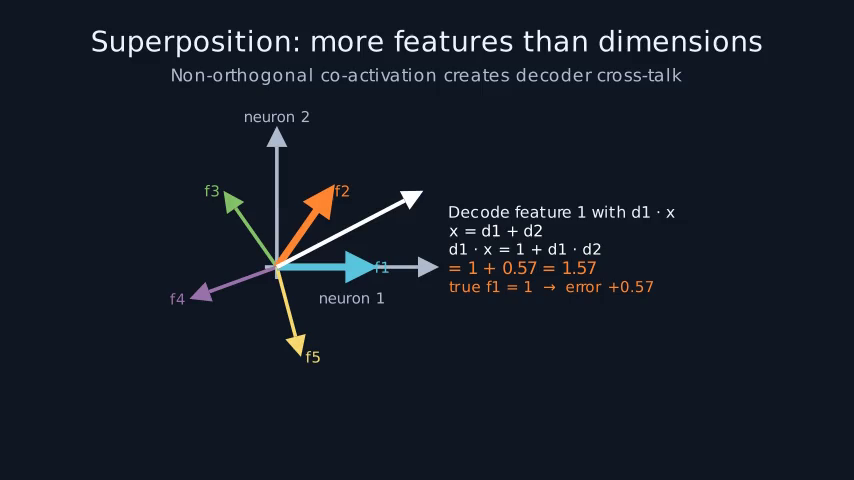 Superposition: more features than dimensions
Non-orthogonal co-activation creates decoder cross-talk
neuron 2
f3
f2
Decode feature 1 with d1 · x
x = d1 + d2
d1 · x = 1 + d1 · d2
f1
= 1 + 0.57 = 1.57
true f1 = 1 → error +0.57
f4
neuron 1
f5